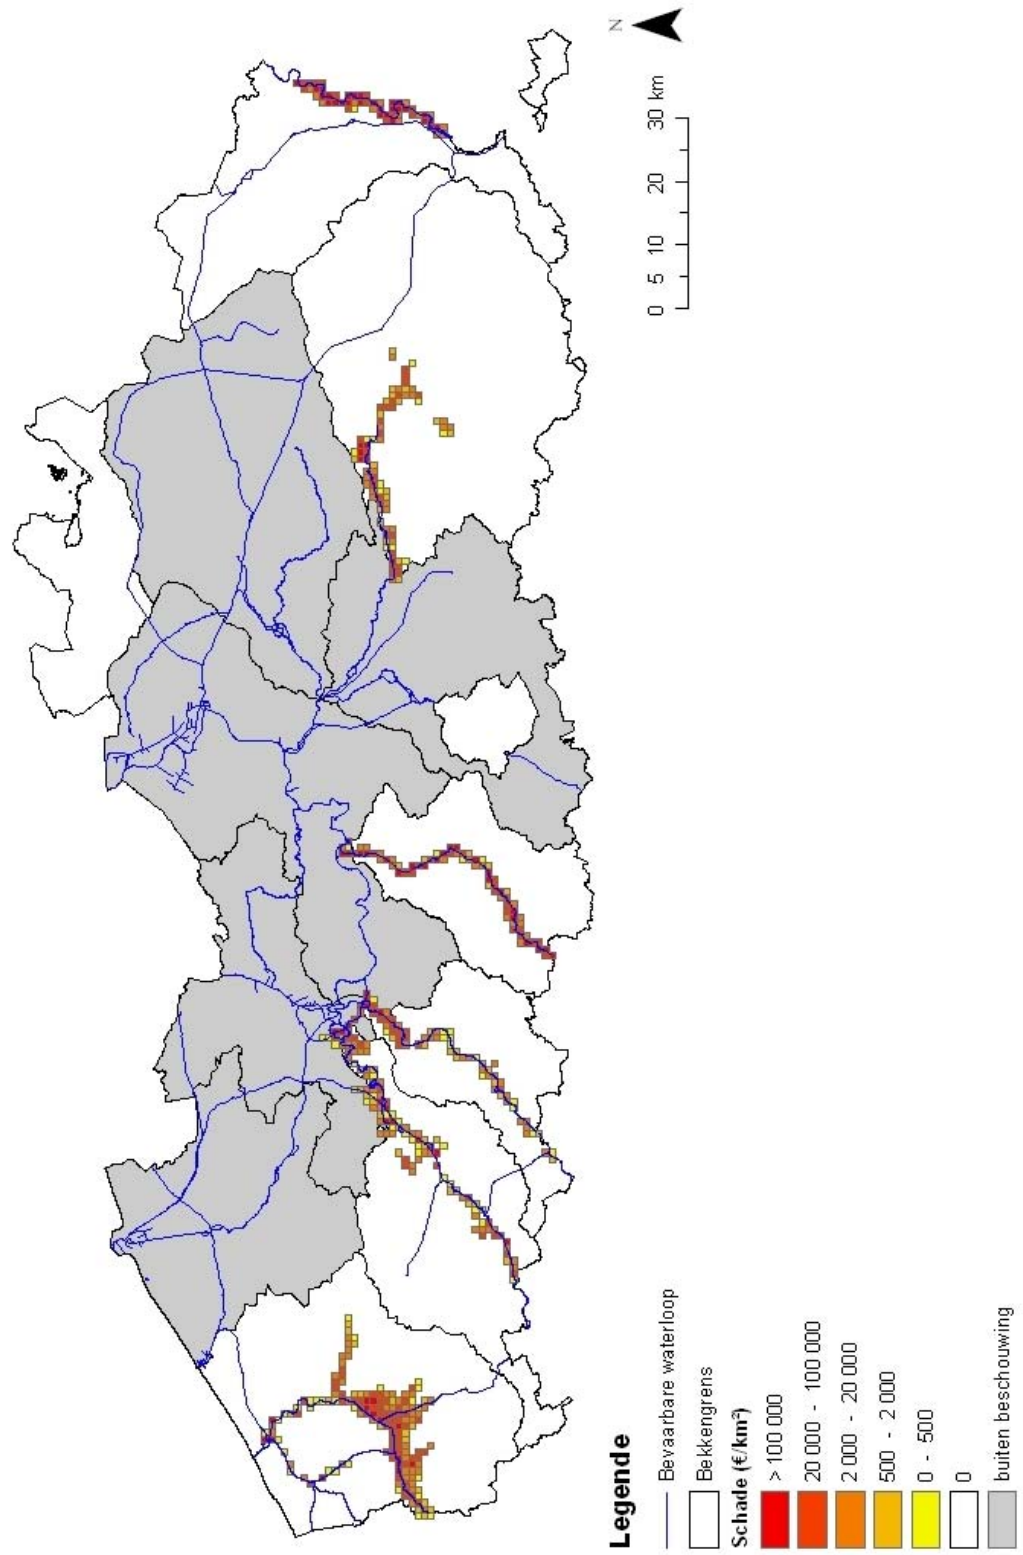 N
0 5 10 20 30 km
Legende
Bevaarbare waterloop
Bekkengrens
Schade (€/km²)
> 100 000
20 000 - 100 000
2 000 - 20 000
500 - 2 000
0 - 500
0
buiten beschouwing